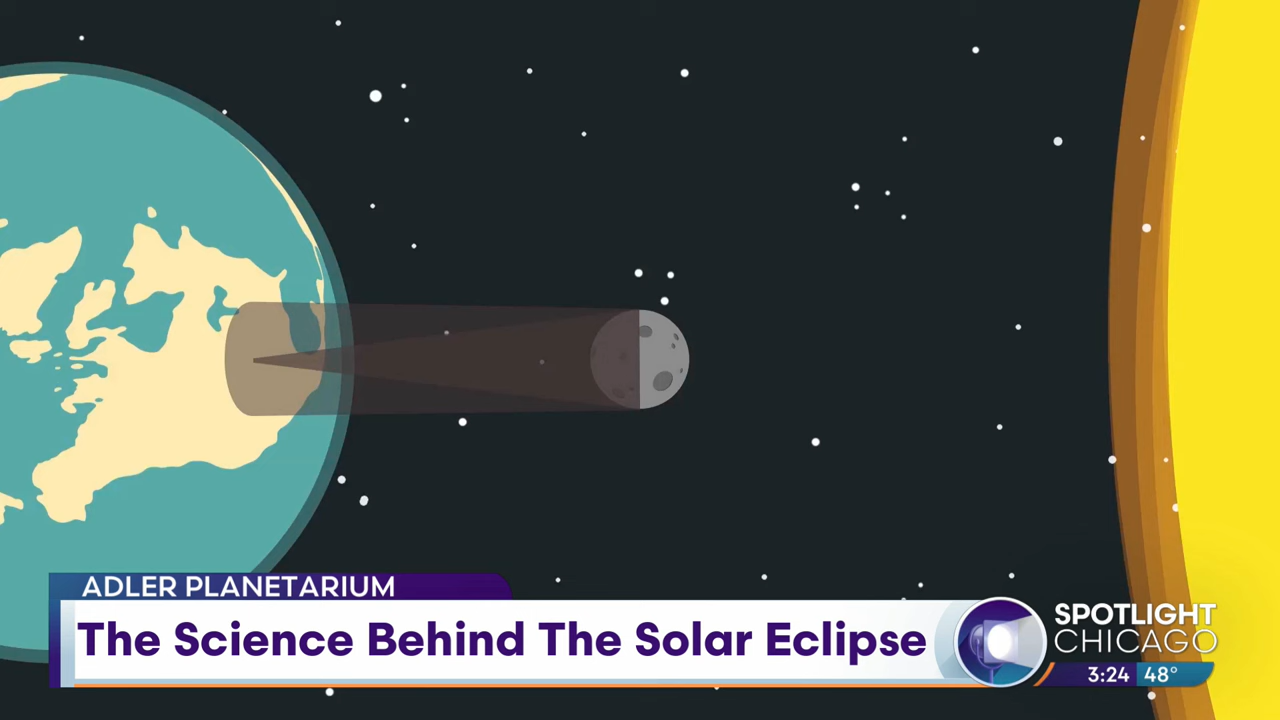 ADLER PLANETARIUM
The Science Behind The Solar Eclipse
SPOTLIGHT
CHICAGO
3:24 48°